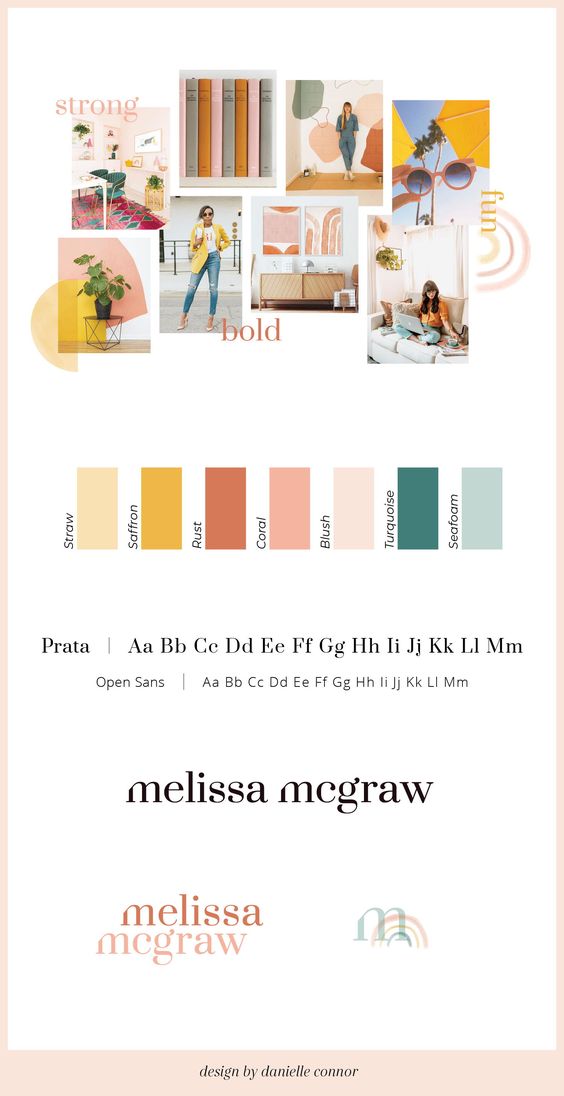 strong
fun
bold
Straw
Saffron
Rust
Coral
Blush
Turquoise
Seafoam
Prata | Aa Bb Cc Dd Ee Ff Gg Hh Ii Jj Kk Ll Mm
Open Sans | Aa Bb Cc Dd Ee Ff Gg Hh Ii Jj Kk Ll Mm
melissa mcgraw
melissa
mcgraw
m
design by danielle connor